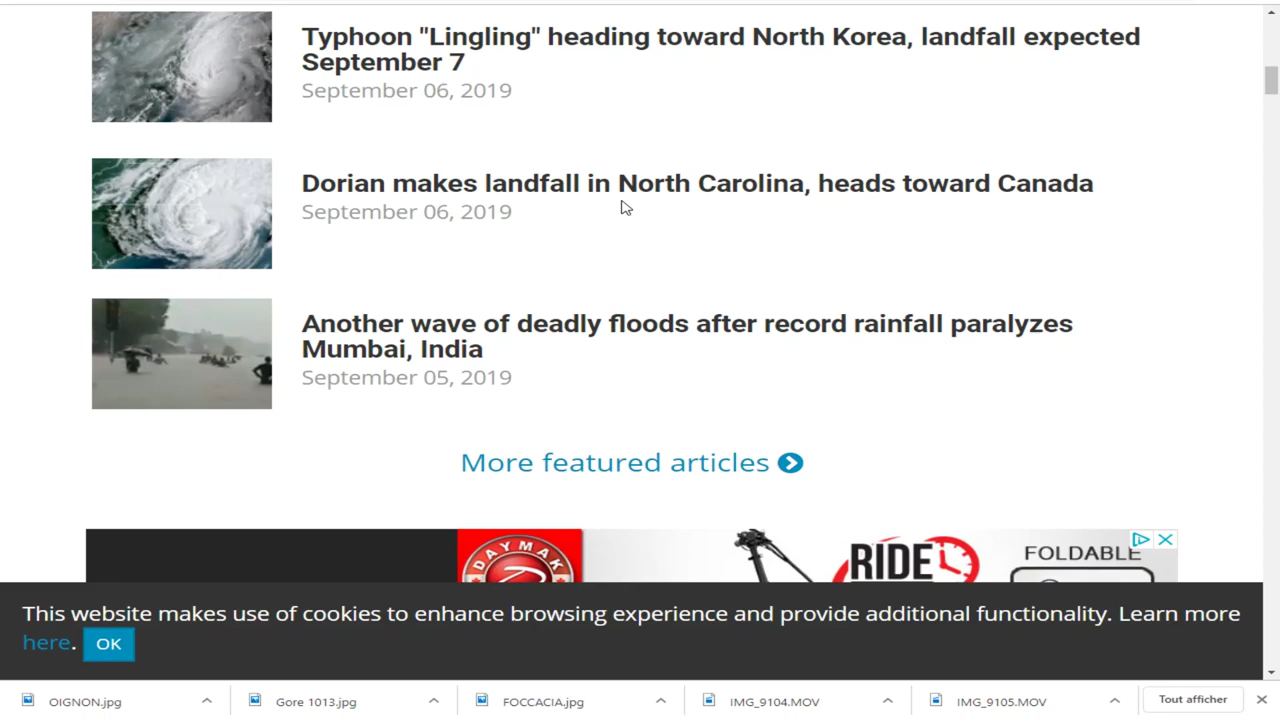 Typhoon "Lingling" heading toward North Korea, landfall expected
September 7
September 06, 2019
Dorian makes landfall in North Carolina, heads toward Canada
September 06, 2019
Another wave of deadly floods after record rainfall paralyzes
Mumbai, India
September 05, 2019
More featured articles
DAYMAK
RIDE
FOLDABLE
This website makes use of cookies to enhance browsing experience and provide additional functionality. Learn more
here. OK
OIGNON.jpg
Gore 1013.jpg
FOCCACIA.jpg
IMG_9104.MOV
IMG_9105.MOV
Tout afficher